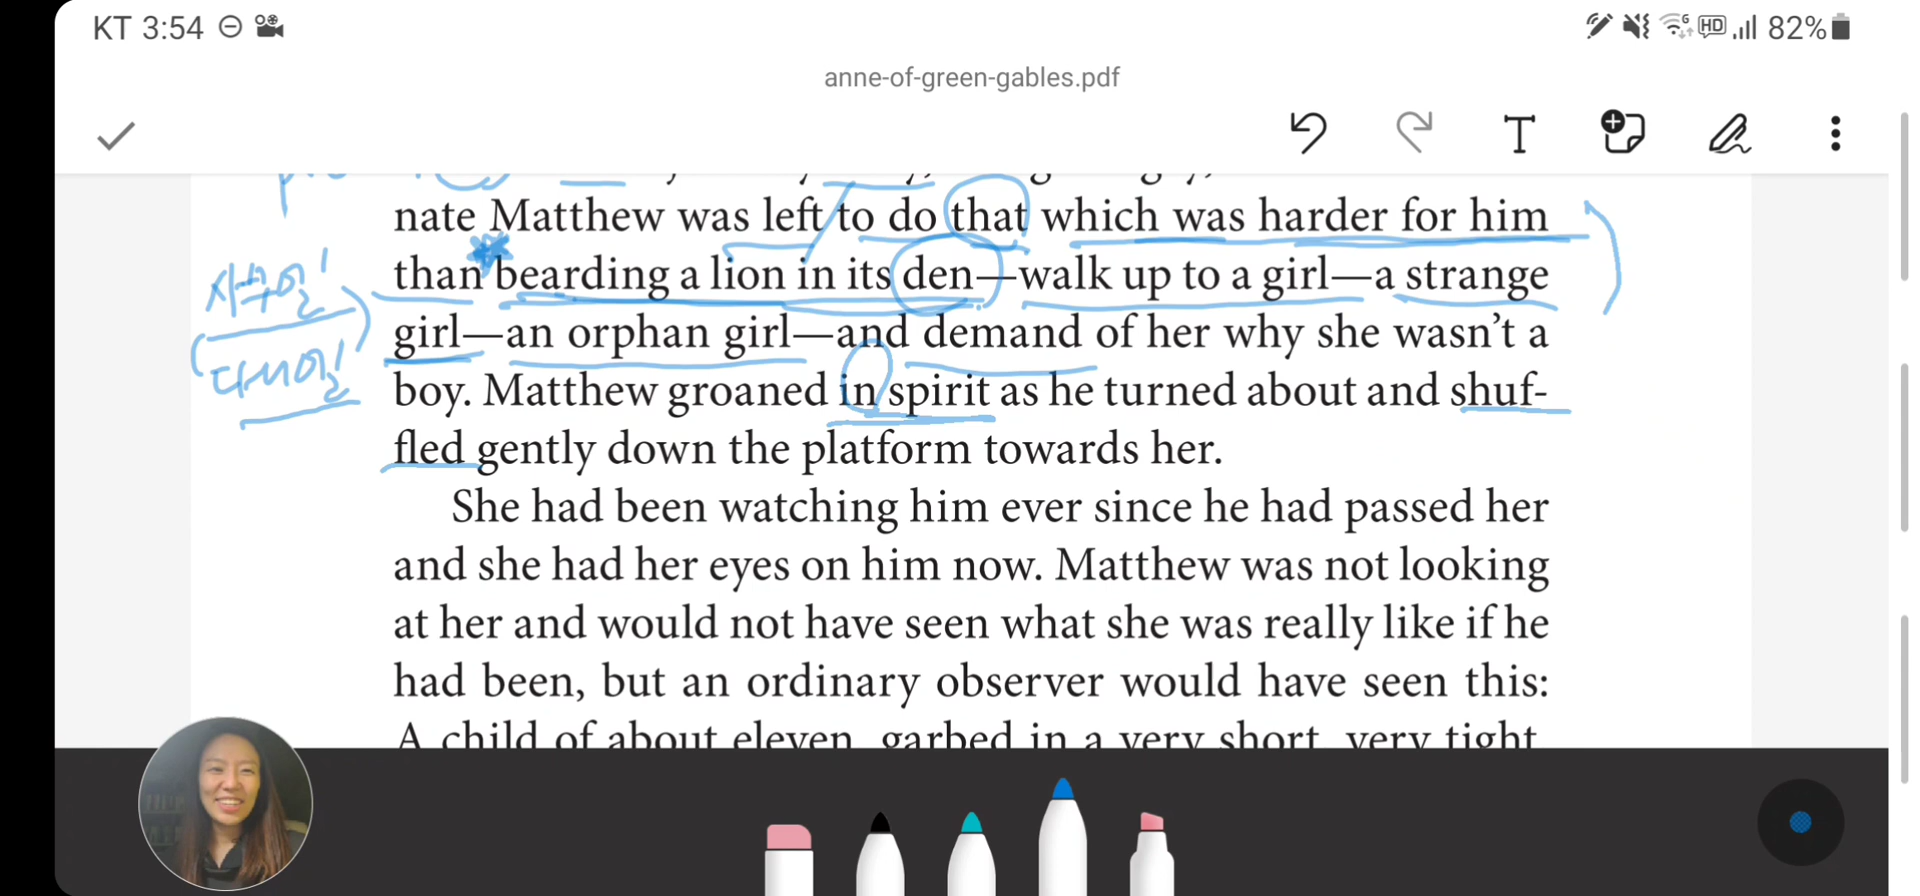 KT 3:54
HD 82%
anne-of-green-gables.pdf
T
nate Matthew was left to do that which was harder for him
than bearding a lion in its den—walk up to a girl—a strange
girl—an orphan girl—and demand of her why she wasn’t a
boy. Matthew groaned in spirit as he turned about and shuf-
fled gently down the platform towards her.
She had been watching him ever since he had passed her
and she had her eyes on him now. Matthew was not looking
at her and would not have seen what she was really like if he
had been, but an ordinary observer would have seen this:
A child of about eleven, garbed in a very short, very tight,